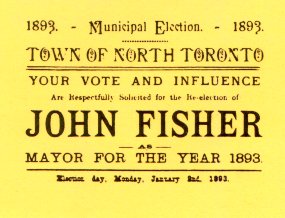 1893. - Municipal Election. - 1893.
TOWN OF NORTH TORONTO
YOUR VOTE AND INFLUENCE
Are Respectfully Solicited for the Re-election of
JOHN FISHER
AS
MAYOR FOR THE YEAR 1893.
Election day, Monday, January 2nd, 1893.